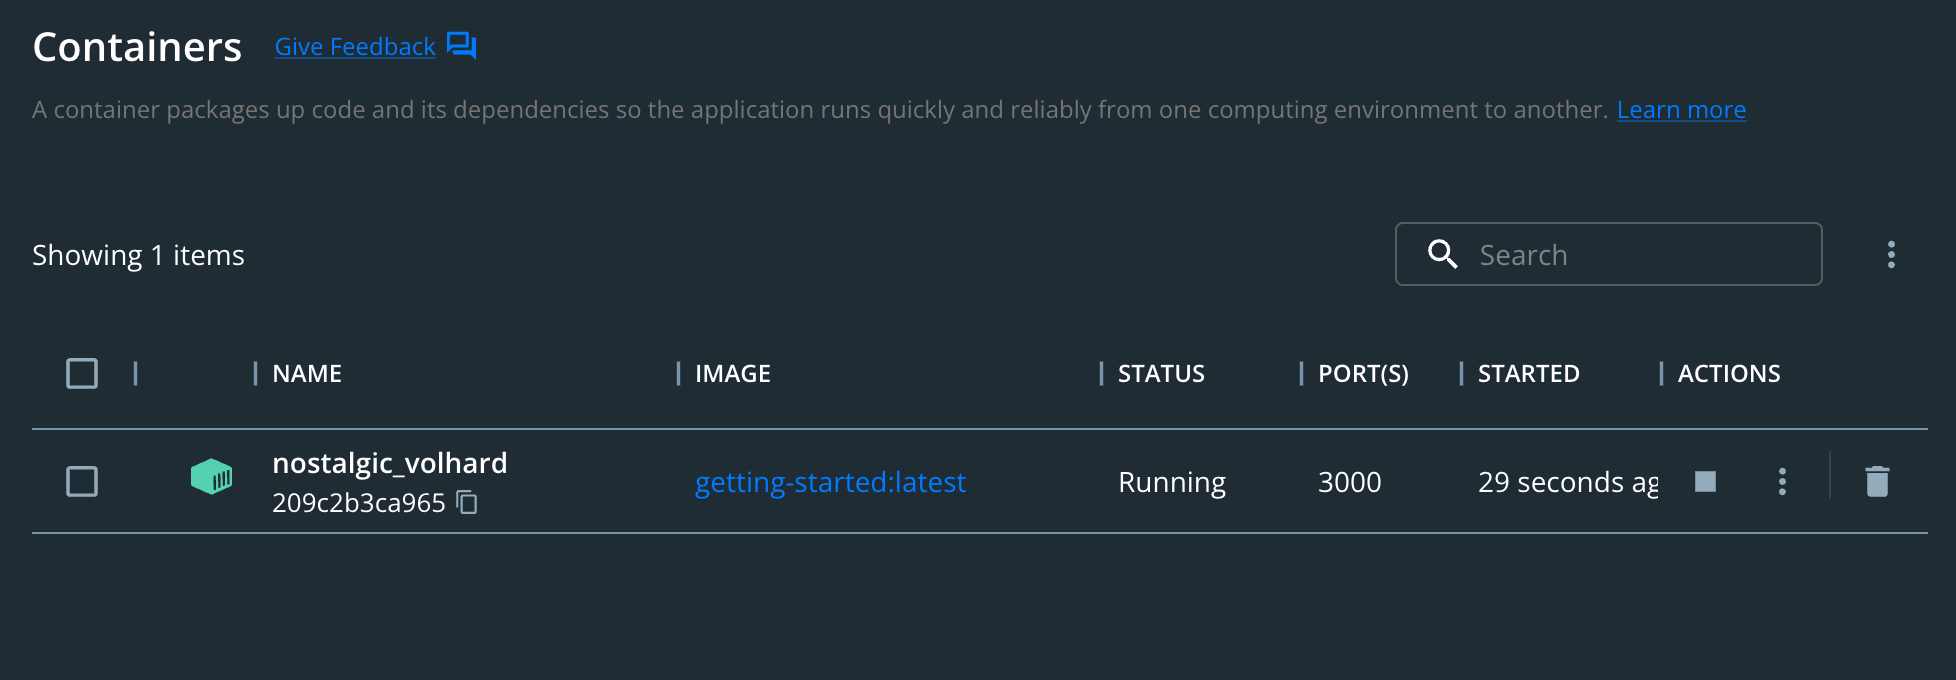 Containers Give Feedback
A container packages up code and its dependencies so the application runs quickly and reliably from one computing environment to another. Learn more
Showing 1 items Search
NAME IMAGE STATUS PORT(S) STARTED ACTIONS
nostalgic_volhard
209c2b3ca965 getting-started:latest Running 3000 29 seconds ag